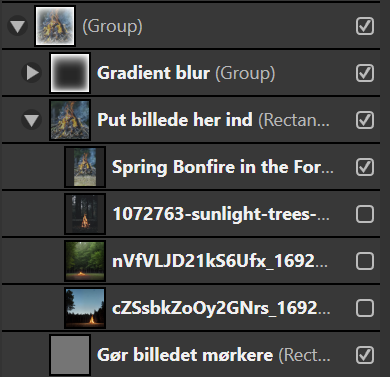 (Group)
Gradient blur (Group)
Put billede her ind (Rectan...
Spring Bonfire in the For...
1072763-sunlight-trees-...
nVfVLJD21kS6Ufx_1692...
cZSsbkZoOy2GNrs_1692...
Gør billedet mørkere (Rect...